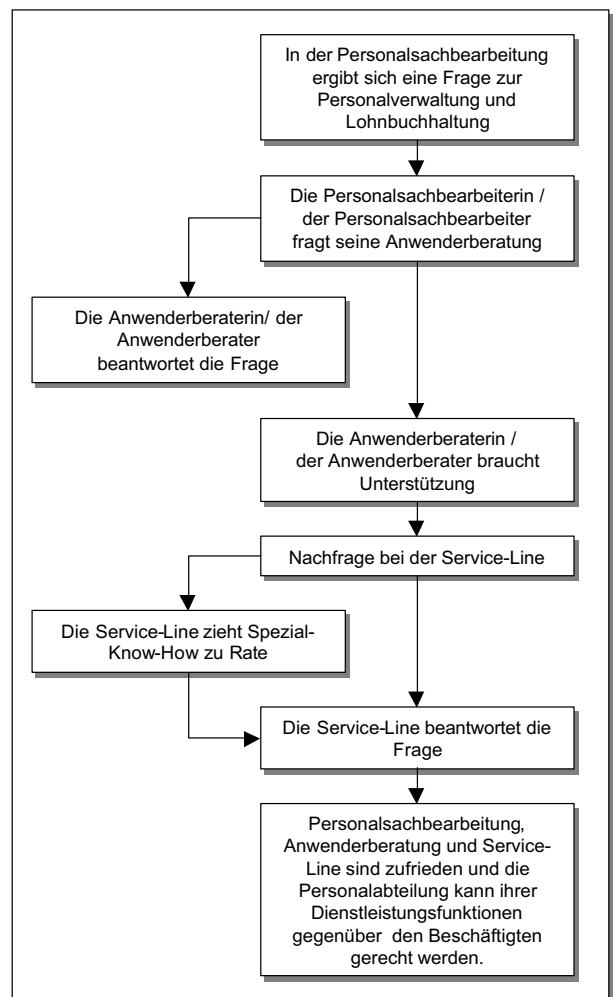 In der Personalsachbearbeitung
ergibt sich eine Frage zur
Personalverwaltung und
Lohnbuchhaltung
Die Personalsachbearbeiterin /
der Personalsachbearbeiter
fragt seine Anwenderberatung
Die Anwenderberaterin/ der
Anwenderberater
beantwortet die Frage
Die Anwenderberaterin /
der Anwenderberater braucht
Unterstützung
Nachfrage bei der Service-Line
Die Service-Line zieht Spezial-
Know-How zu Rate
Die Service-Line beantwortet die
Frage
Personalsachbearbeitung,
Anwenderberatung und Service-
Line sind zufrieden und die
Personalabteilung kann ihrer
Dienstleistungsfunktionen
gegenüber den Beschäftigten
gerecht werden.